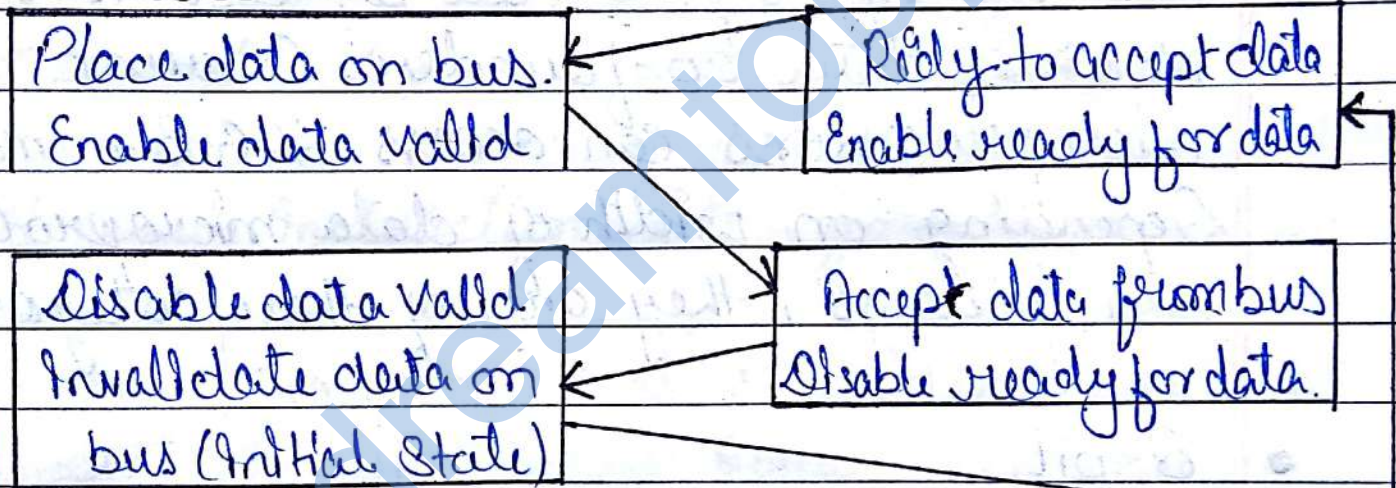 Place data on bus.
Enable data valid
Ready to accept data
Enable ready for data
Disable data valid
Invalidate data on
bus (Initial State)
Accept data from bus
Disable ready for data.